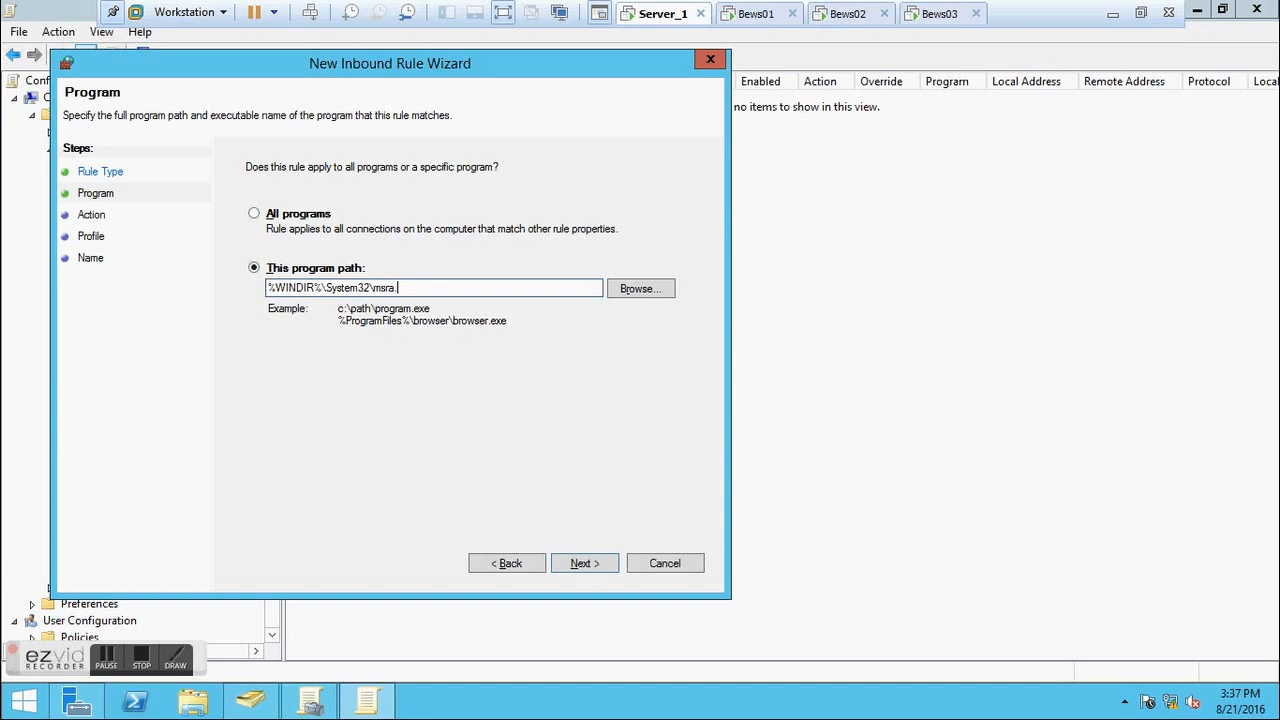 Workstation
Server_1
Bews01
Bews02
Bews03
File Action View Help
New Inbound Rule Wizard
Conf
C
Enabled Action Override Program Local Address Remote Address Protocol Local
no items to show in this view.
Program
Specify the full program path and executable name of the program that this rule matches.
Steps:
Rule Type
Program
Action
Profile
Name
Does this rule apply to all programs or a specific program?
All programs
Rule applies to all connections on the computer that match other rule properties.
This program path:
%WINDIR%\System32\msra.
Browse...
Example: c:\path\program.exe
%ProgramFiles%\browser\browser.exe
< Back Next > Cancel
Preferences
User Configuration
Policies
ezvid
RECORDER
PAUSE STOP DRAW
3:37 PM
8/21/2016